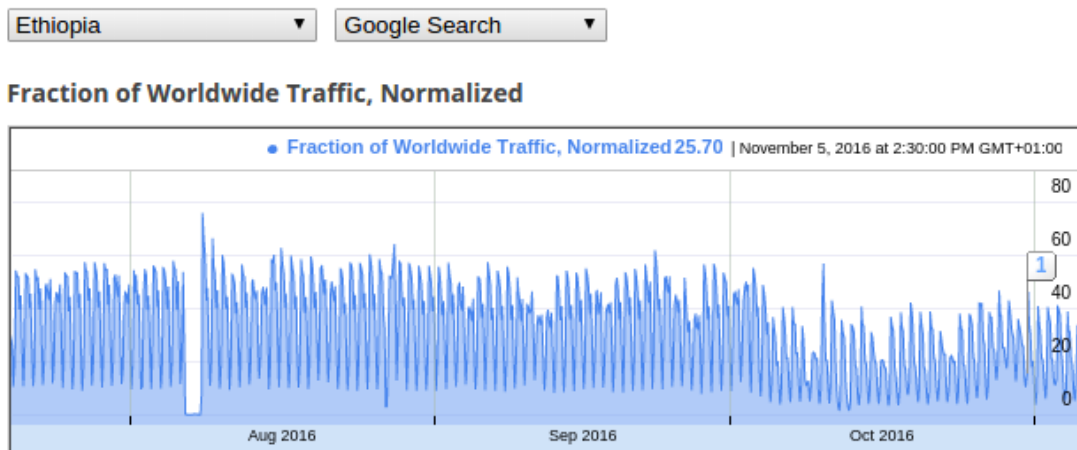 Ethiopia ▼ Google Search ▼
Fraction of Worldwide Traffic, Normalized
● Fraction of Worldwide Traffic, Normalized 25.70 | November 5, 2016 at 2:30:00 PM GMT+01:00
80
60
1
40
20
0
Aug 2016 Sep 2016 Oct 2016